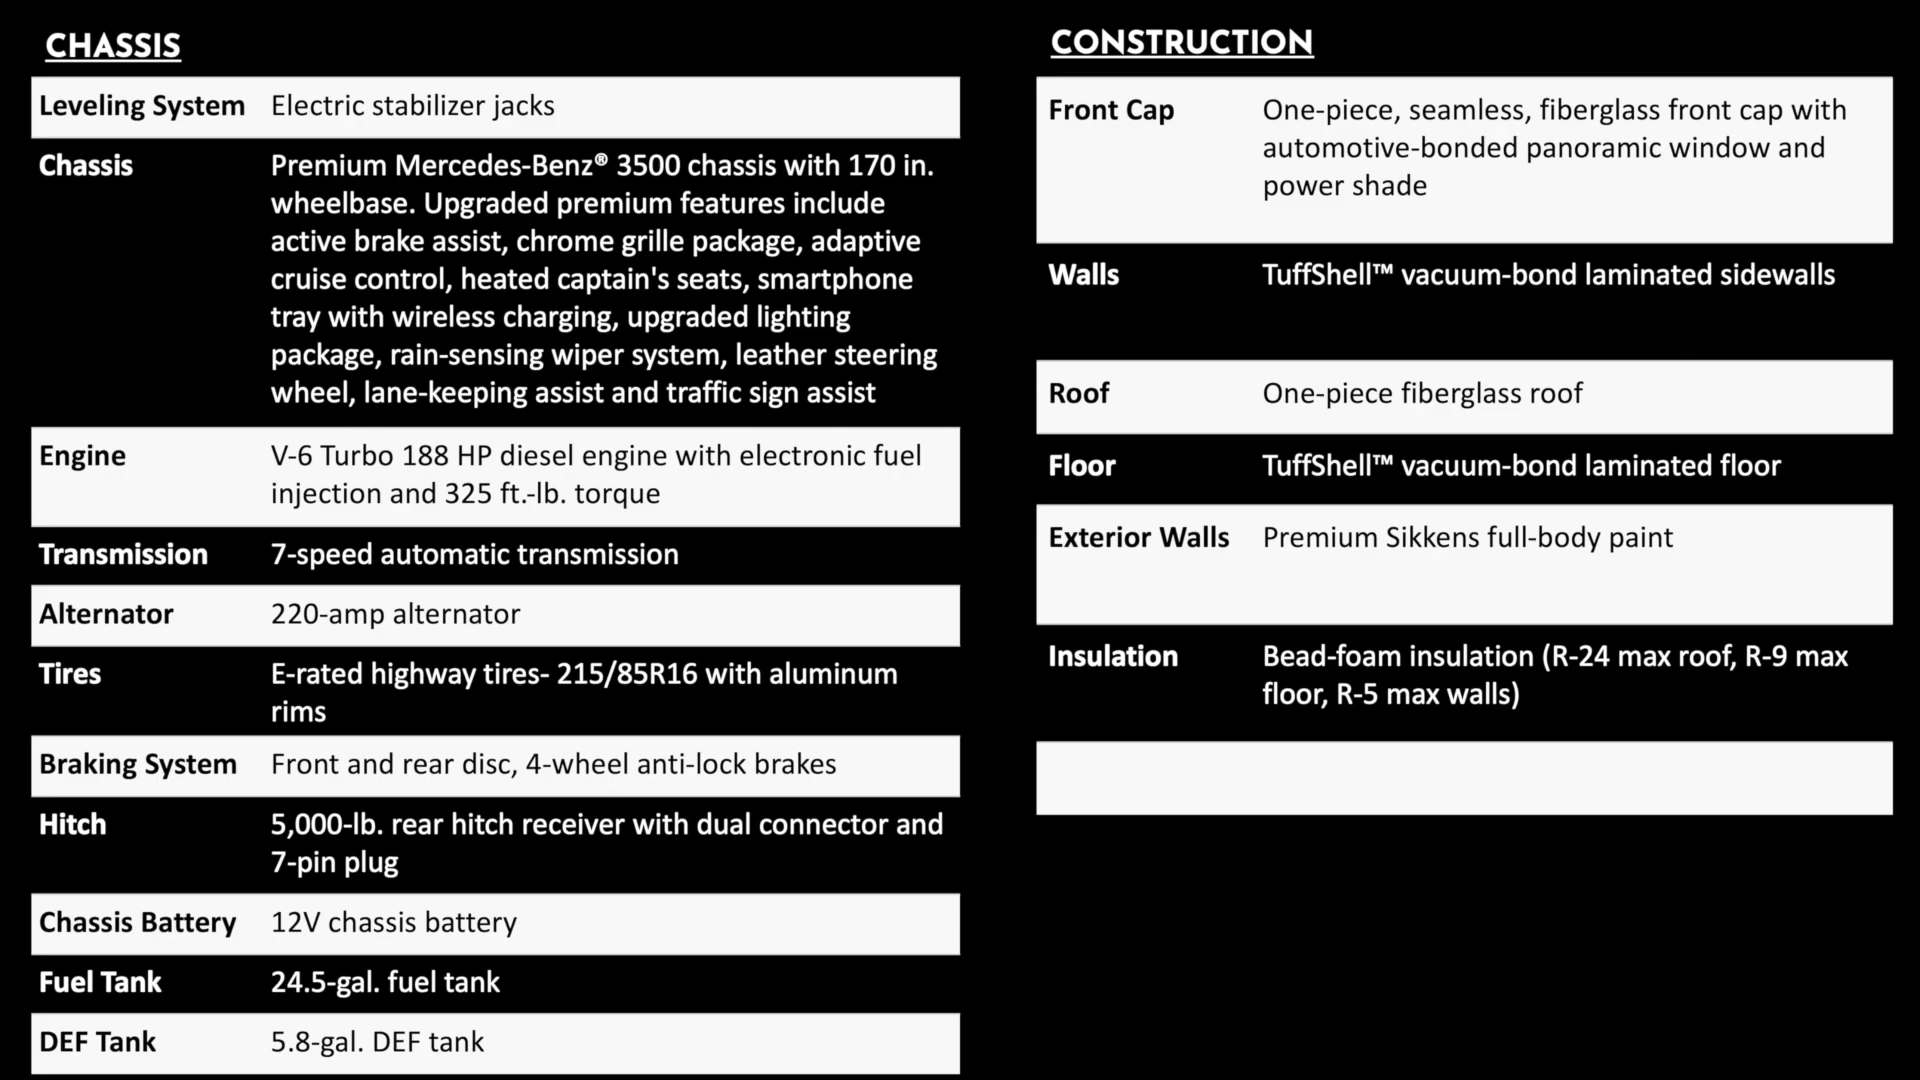 CHASSIS
Leveling System Electric stabilizer jacks
Chassis Premium Mercedes-Benz® 3500 chassis with 170 in.
wheelbase. Upgraded premium features include
active brake assist, chrome grille package, adaptive
cruise control, heated captain's seats, smartphone
tray with wireless charging, upgraded lighting
package, rain-sensing wiper system, leather steering
wheel, lane-keeping assist and traffic sign assist
Engine V-6 Turbo 188 HP diesel engine with electronic fuel
injection and 325 ft.-lb. torque
Transmission 7-speed automatic transmission
Alternator 220-amp alternator
Tires E-rated highway tires- 215/85R16 with aluminum
rims
Braking System Front and rear disc, 4-wheel anti-lock brakes
Hitch 5,000-lb. rear hitch receiver with dual connector and
7-pin plug
Chassis Battery 12V chassis battery
Fuel Tank 24.5-gal. fuel tank
DEF Tank 5.8-gal. DEF tank
CONSTRUCTION
Front Cap One-piece, seamless, fiberglass front cap with
automotive-bonded panoramic window and
power shade
Walls TuffShell™ vacuum-bond laminated sidewalls
Roof One-piece fiberglass roof
Floor TuffShell™ vacuum-bond laminated floor
Exterior Walls Premium Sikkens full-body paint
Insulation Bead-foam insulation (R-24 max roof, R-9 max
floor, R-5 max walls)